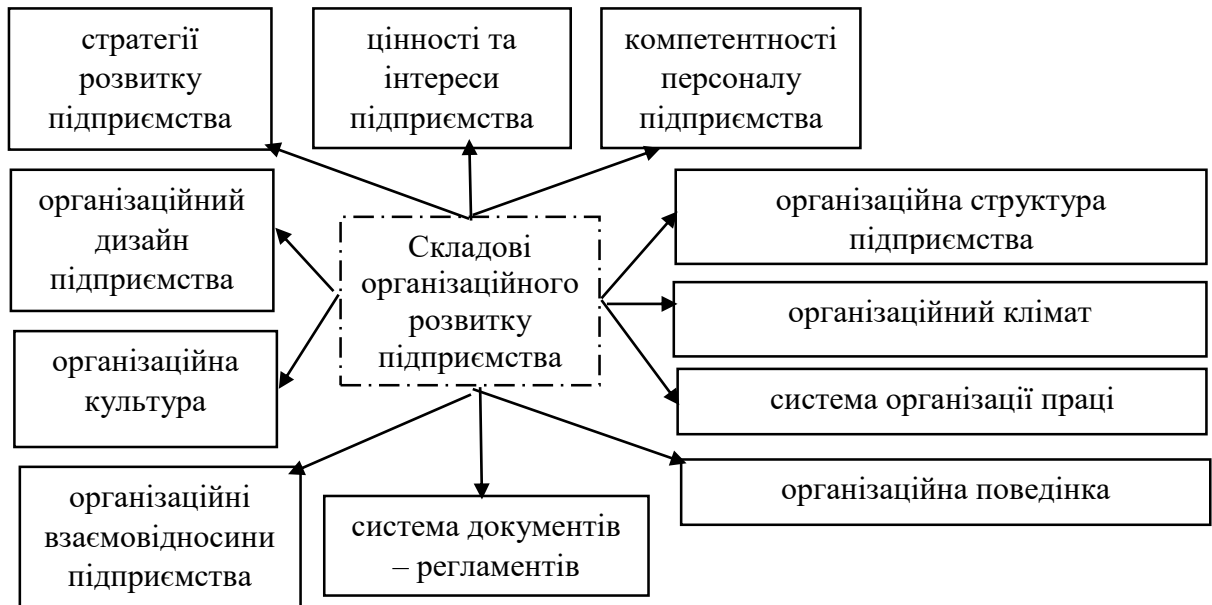 стратегії
розвитку
підприємства
цінності та
інтереси
підприємства
компетентності
персоналу
підприємства
організаційний
дизайн
підприємства
Складові
організаційного
розвитку
підприємства
організаційна структура
підприємства
організаційний клімат
організаційна
культура
система організації праці
організаційні
взаємовідносини
підприємства
система документів
– регламентів
організаційна поведінка